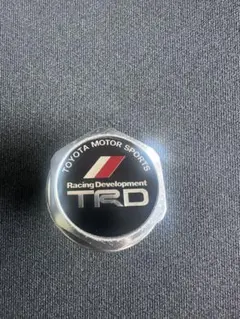 TOYOTA MOTOR SPORTS
Racing Development
TRD